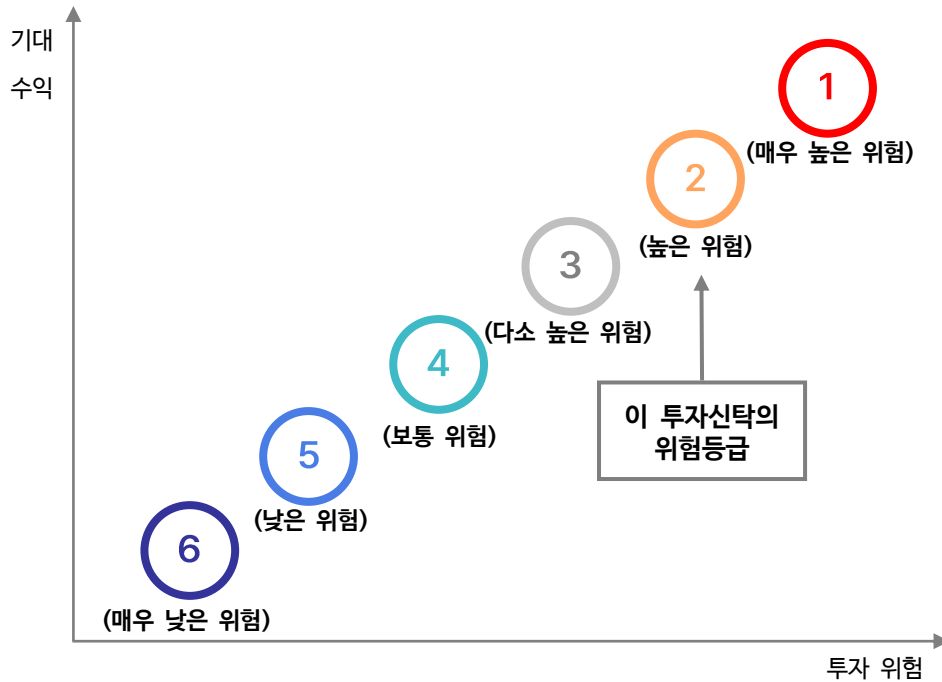 기대
수익
1
(매우 높은 위험)
2
(높은 위험)
3
(다소 높은 위험)
4
(보통 위험)
이 투자신탁의
위험등급
5
(낮은 위험)
6
(매우 낮은 위험)
투자 위험